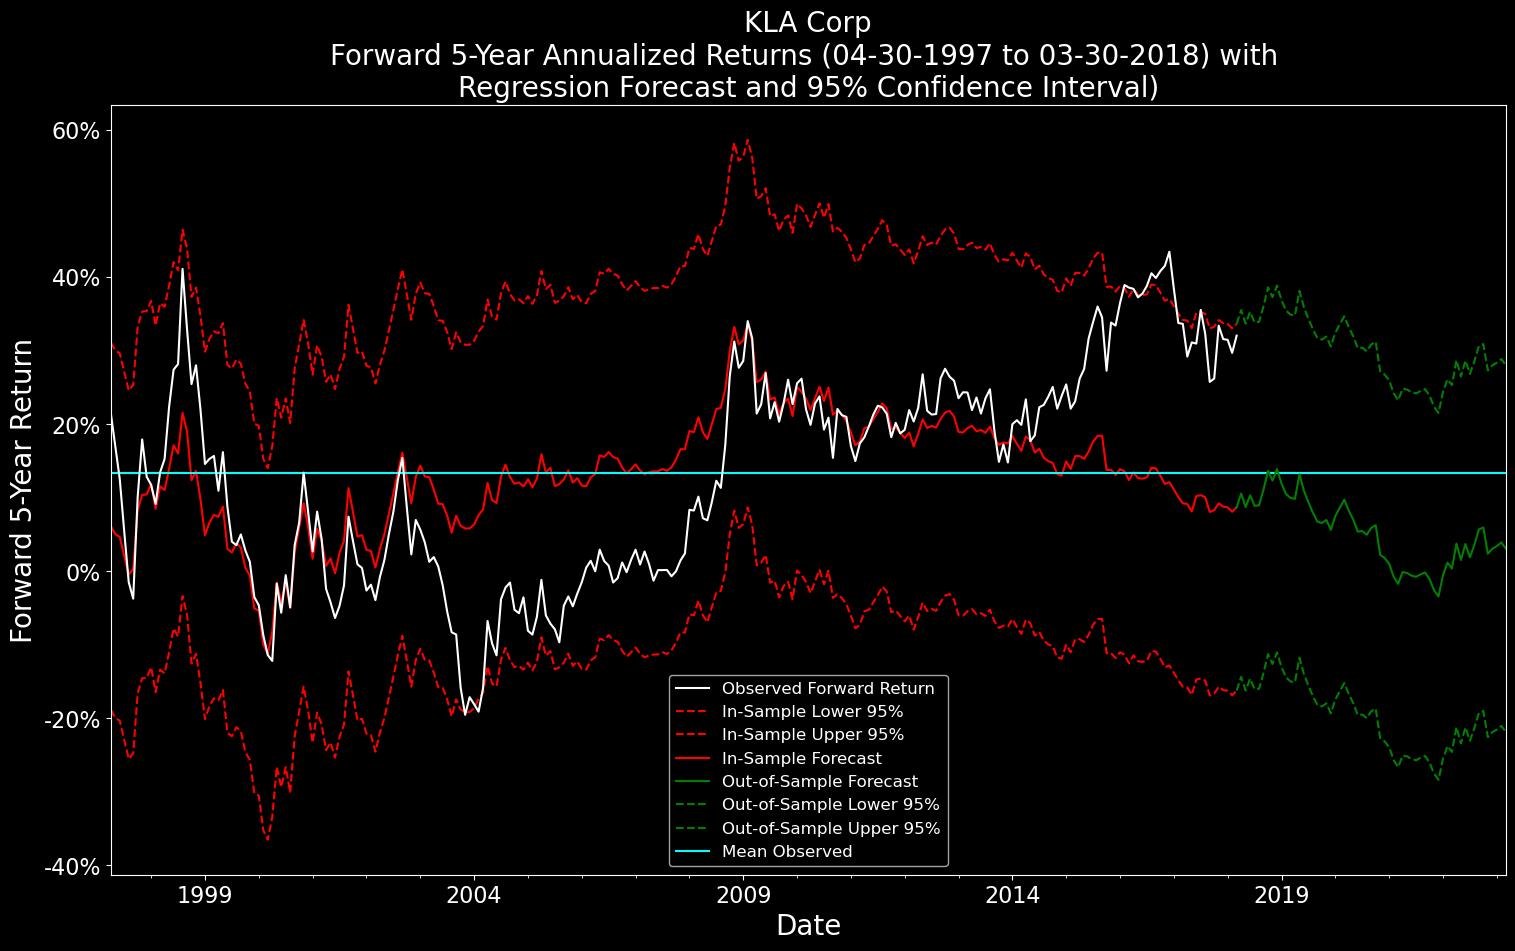 KLA Corp
Forward 5-Year Annualized Returns (04-30-1997 to 03-30-2018) with
Regression Forecast and 95% Confidence Interval)
Forward 5-Year Return
60%
40%
20%
0%
-20%
-40%
Observed Forward Return
In-Sample Lower 95%
In-Sample Upper 95%
In-Sample Forecast
Out-of-Sample Forecast
Out-of-Sample Lower 95%
Out-of-Sample Upper 95%
Mean Observed
1999 2004 2009 2014 2019
Date